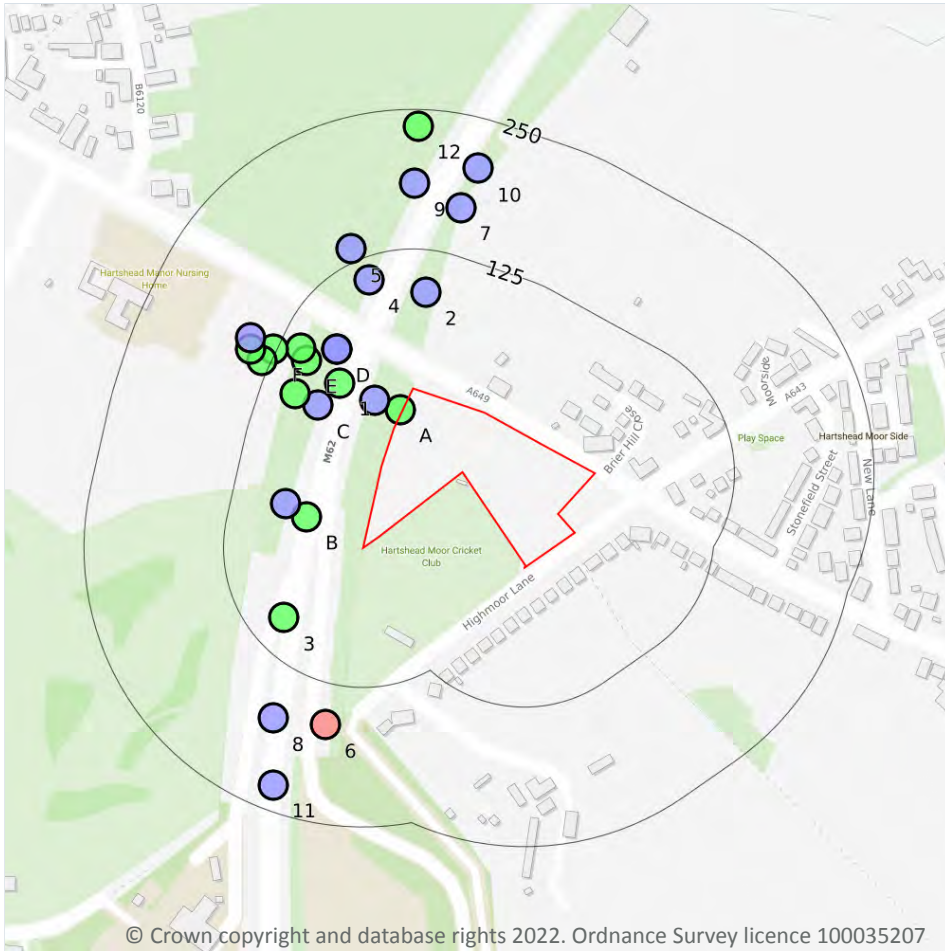 B6120
250
12
10
9
7
Hartshead Manor Nursing
Home
125
5
4
2
F
D
E
1
C
A
A649
M62
Brier Hill Close
Moorside
A643
Play Space
Hartshead Moor Side
Stonefield Street
New Lane
B
Hartshead Moor Cricket
Club
Highmoor Lane
3
8
6
11
© Crown copyright and database rights 2022. Ordnance Survey licence 100035207